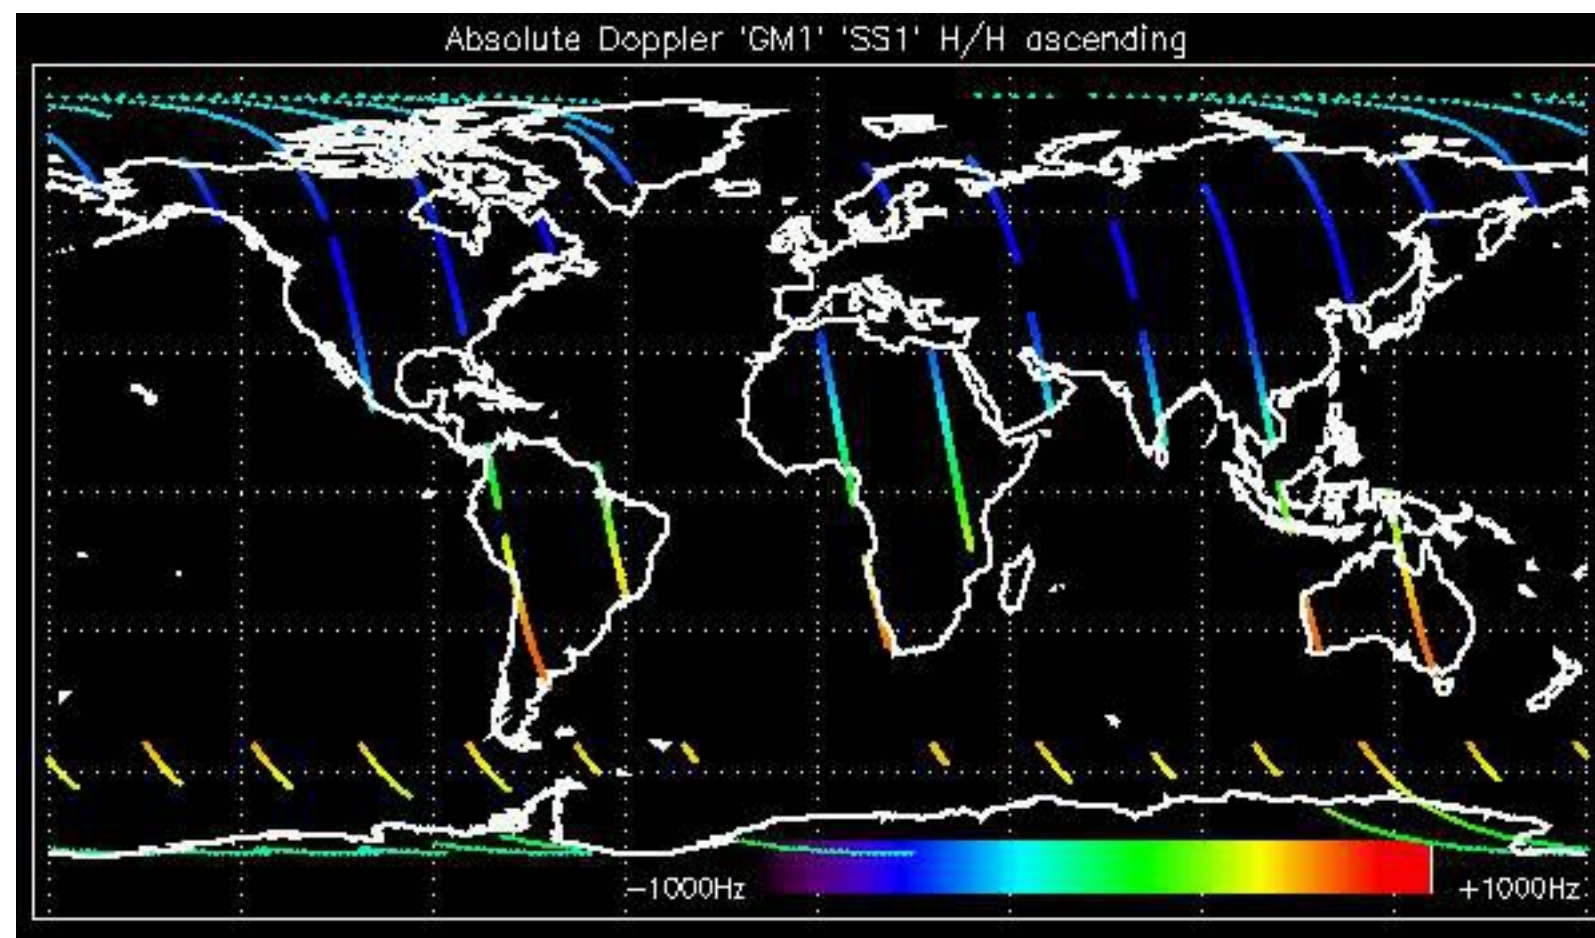 Absolute Doppler 'GM1' 'SS1' H/H ascending
-1000Hz
+1000Hz